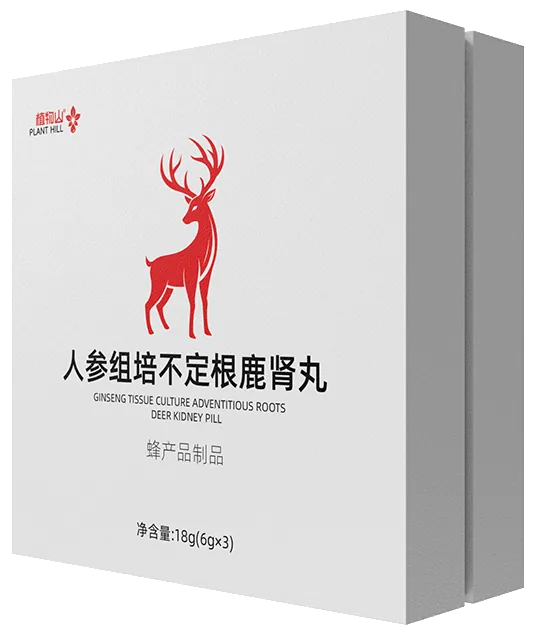 植物山
PLANT HILL
人参组培不定根鹿肾丸
GINSENG TISSUE CULTURE ADVENTITIOUS ROOTS
DEER KIDNEY PILL
蜂产品制品
净含量:18g(6g×3)